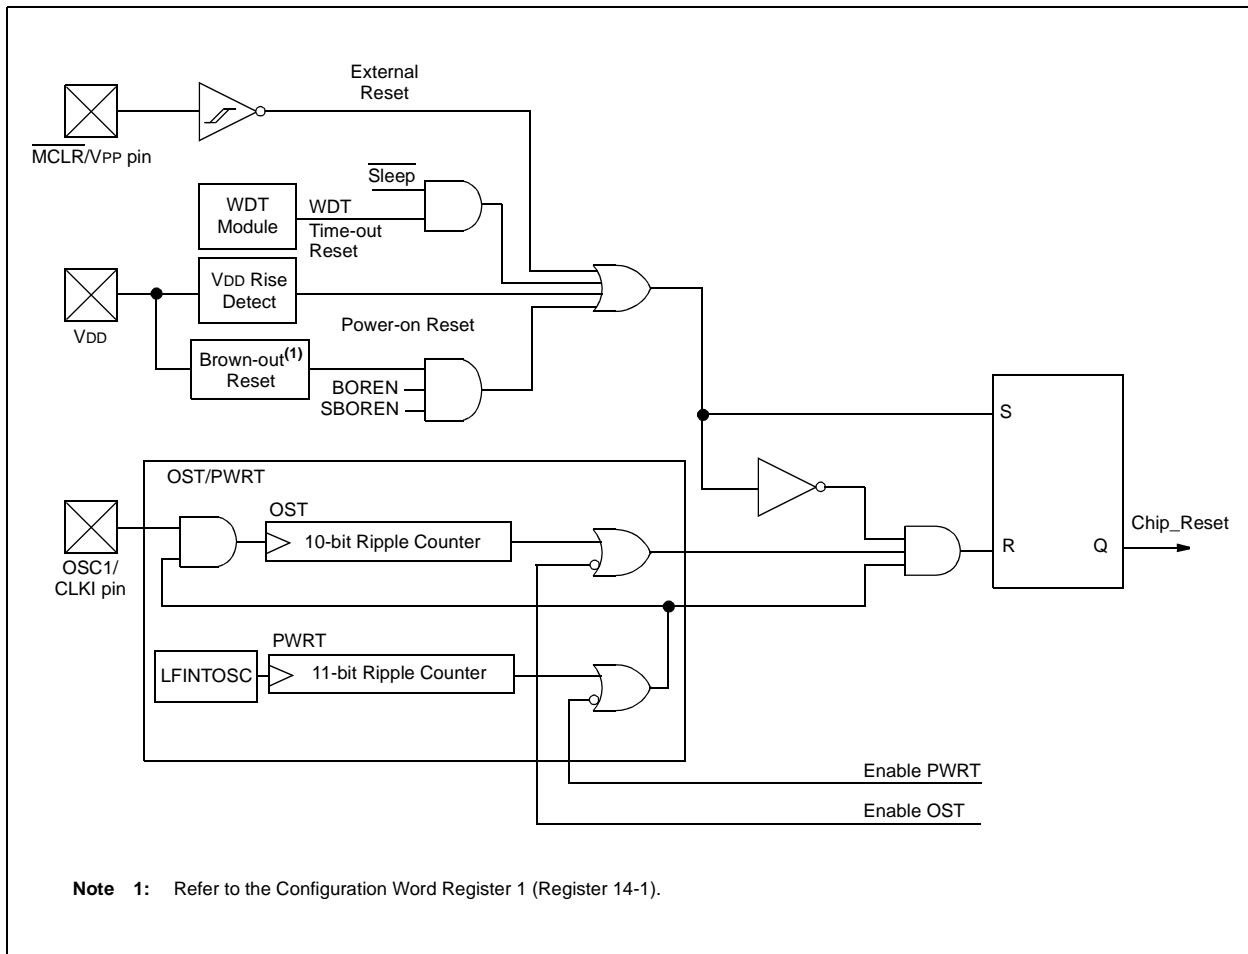 External
Reset
MCLR/VPP pin
Sleep
WDT
Module
WDT
Time-out
Reset
VDD
VDD Rise
Detect
Power-on Reset
Brown-out(1)
Reset
BOREN
SBOREN
S
R
Q
Chip_Reset
OST/PWRT
OST
10-bit Ripple Counter
OSC1/
CLKI pin
PWRT
LFINTOSC
11-bit Ripple Counter
Enable PWRT
Enable OST
Note 1: Refer to the Configuration Word Register 1 (Register 14-1).